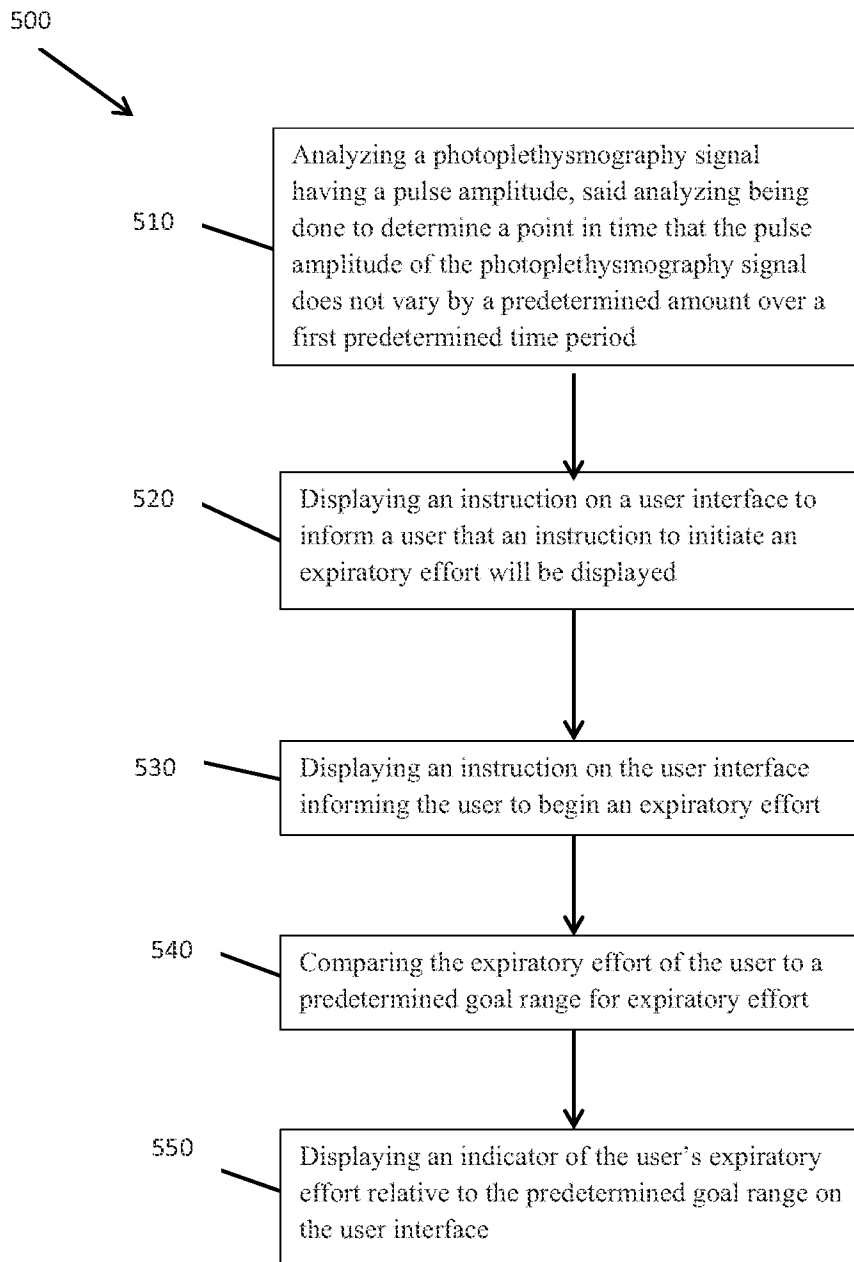 500
510
Analyzing a photoplethysmography signal
having a pulse amplitude, said analyzing being
done to determine a point in time that the pulse
amplitude of the photoplethysmography signal
does not vary by a predetermined amount over a
first predetermined time period
520
Displaying an instruction on a user interface to
inform a user that an instruction to initiate an
expiratory effort will be displayed
530
Displaying an instruction on the user interface
informing the user to begin an expiratory effort
540
Comparing the expiratory effort of the user to a
predetermined goal range for expiratory effort
550
Displaying an indicator of the user's expiratory
effort relative to the predetermined goal range on
the user interface